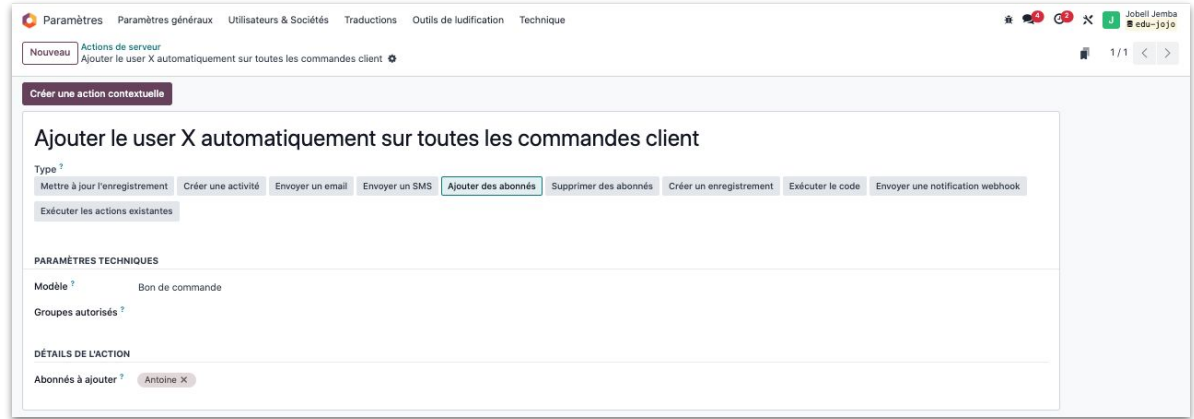 Paramètres Paramètres généraux Utilisateurs & Sociétés Traductions Outils de ludification Technique 4 2 J Jobell Jemba
edu-jojo
Nouveau Actions de serveur
Ajouter le user X automatiquement sur toutes les commandes client 1/1
Créer une action contextuelle
Ajouter le user X automatiquement sur toutes les commandes client
Type ?
Mettre à jour l'enregistrement Créer une activité Envoyer un email Envoyer un SMS Ajouter des abonnés Supprimer des abonnés Créer un enregistrement Exécuter le code Envoyer une notification webhook
Exécuter les actions existantes
PARAMÈTRES TECHNIQUES
Modèle ? Bon de commande
Groupes autorisés ?
DÉTAILS DE L'ACTION
Abonnés à ajouter ? Antoine ×